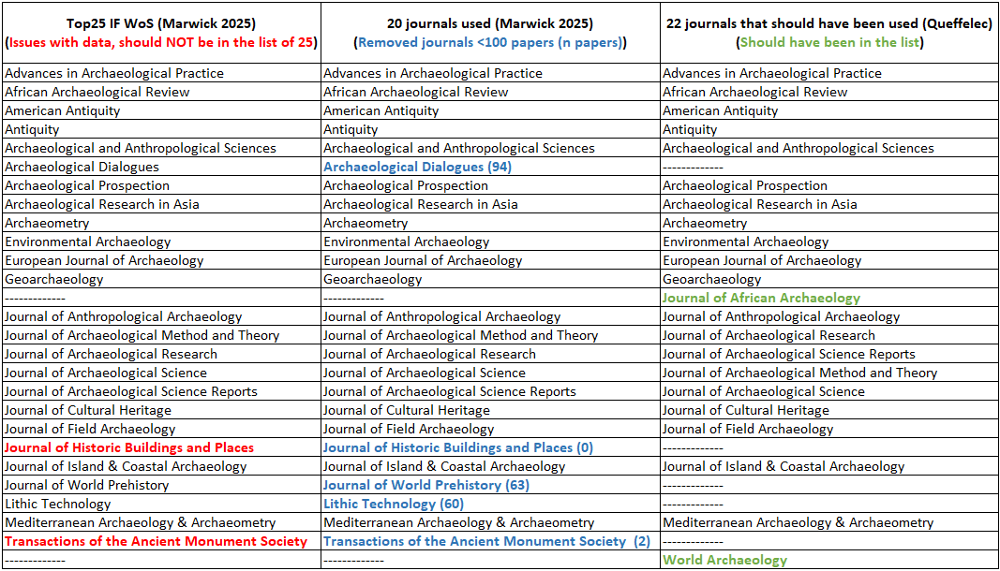 Top25 IF WoS (Marwick 2025) 20 journals used (Marwick 2025) 22 journals that should have been used (Queffelec)
(Issues with data, should NOT be in the list of 25) (Removed journals <100 papers (n papers)) (Should have been in the list)
Advances in Archaeological Practice Advances in Archaeological Practice Advances in Archaeological Practice
African Archaeological Review African Archaeological Review African Archaeological Review
American Antiquity American Antiquity American Antiquity
Antiquity Antiquity Antiquity
Archaeological and Anthropological Sciences Archaeological and Anthropological Sciences Archaeological and Anthropological Sciences
Archaeological Dialogues Archaeological Dialogues (94) -------------
Archaeological Prospection Archaeological Prospection Archaeological Prospection
Archaeological Research in Asia Archaeological Research in Asia Archaeological Research in Asia
Archaeometry Archaeometry Archaeometry
Environmental Archaeology Environmental Archaeology Environmental Archaeology
European Journal of Archaeology European Journal of Archaeology European Journal of Archaeology
Geoarchaeology Geoarchaeology Geoarchaeology
------------- ------------- Journal of African Archaeology
Journal of Anthropological Archaeology Journal of Anthropological Archaeology Journal of Anthropological Archaeology
Journal of Archaeological Method and Theory Journal of Archaeological Method and Theory Journal of Archaeological Research
Journal of Archaeological Research Journal of Archaeological Research Journal of Archaeological Science Reports
Journal of Archaeological Science Journal of Archaeological Science Journal of Archaeological Method and Theory
Journal of Archaeological Science Reports Journal of Archaeological Science Reports Journal of Archaeological Science
Journal of Cultural Heritage Journal of Cultural Heritage Journal of Cultural Heritage
Journal of Field Archaeology Journal of Field Archaeology Journal of Field Archaeology
Journal of Historic Buildings and Places Journal of Historic Buildings and Places (0) -------------
Journal of Island & Coastal Archaeology Journal of Island & Coastal Archaeology Journal of Island & Coastal Archaeology
Journal of World Prehistory Journal of World Prehistory (63) -------------
Lithic Technology Lithic Technology (60) -------------
Mediterranean Archaeology & Archaeometry Mediterranean Archaeology & Archaeometry Mediterranean Archaeology & Archaeometry
Transactions of the Ancient Monument Society Transactions of the Ancient Monument Society (2) -------------
------------- ------------- World Archaeology